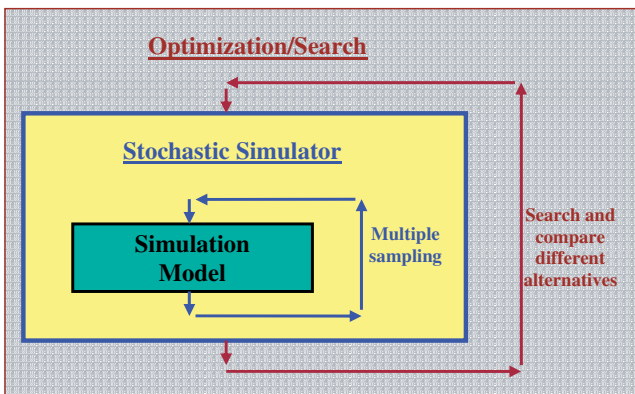 Optimization/Search
Stochastic Simulator
Simulation
Model
Multiple
sampling
Search and
compare
different
alternatives